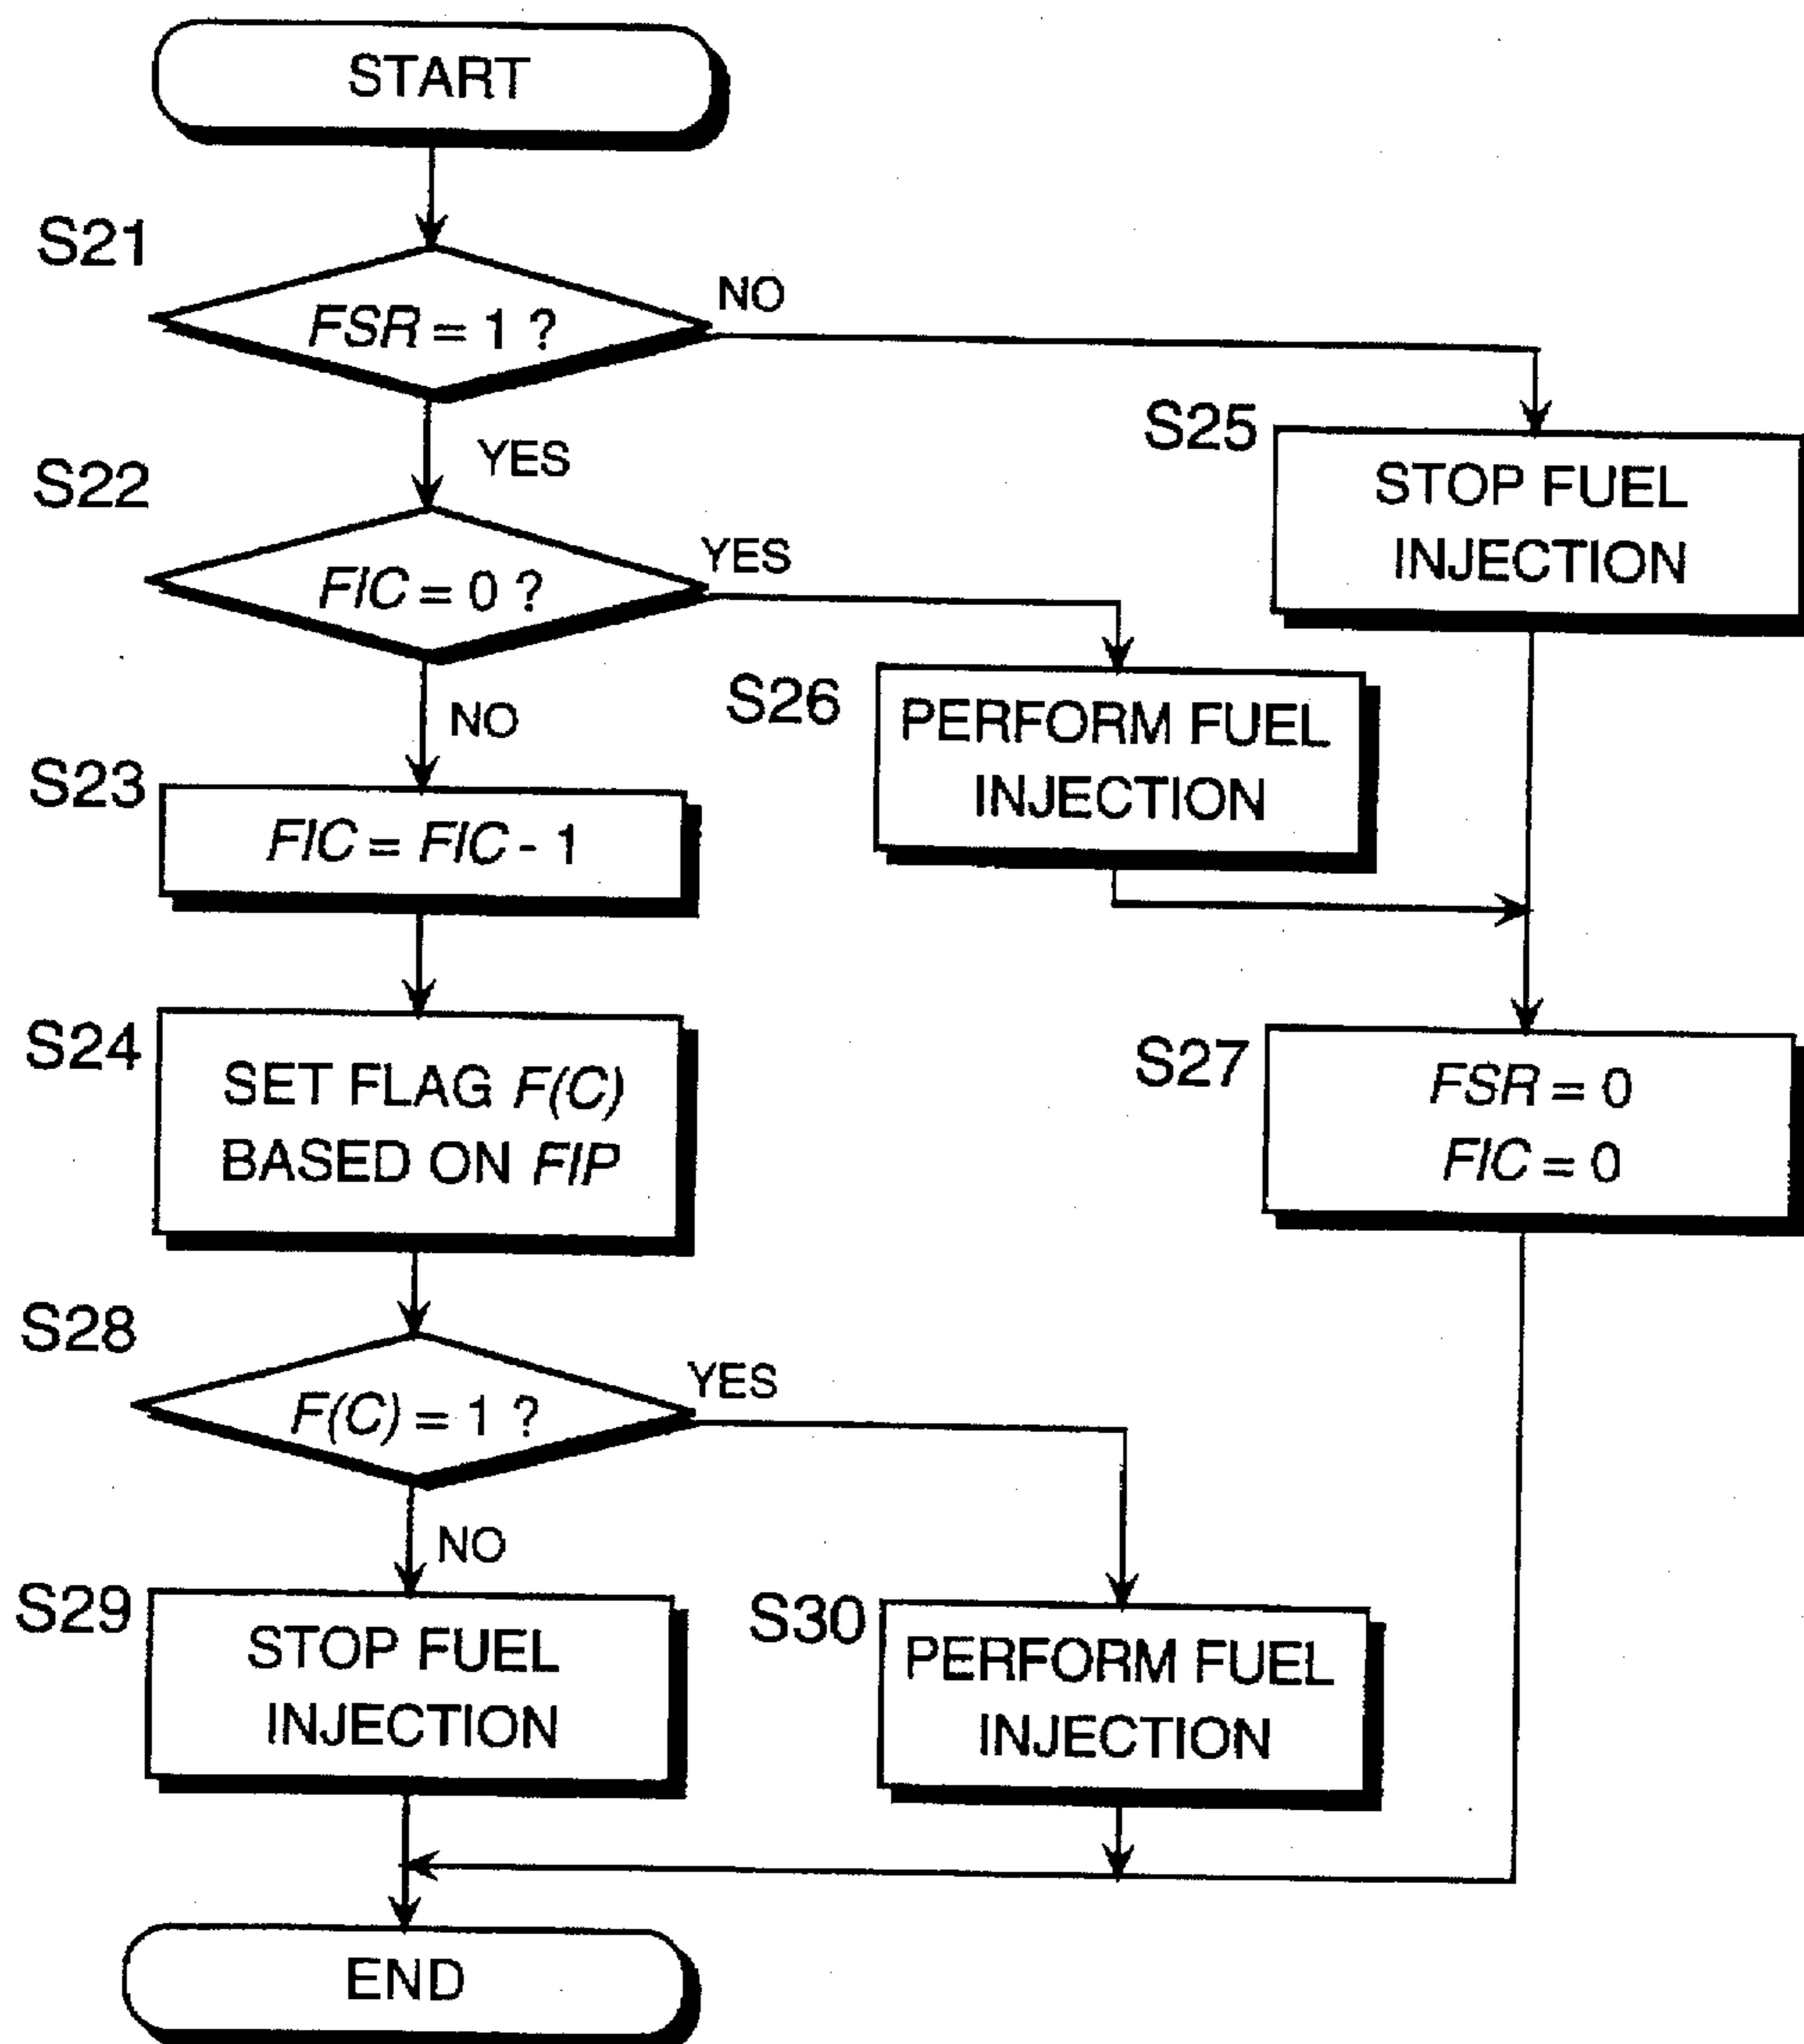 START
S21
FSR = 1 ?
NO
YES
S22
FIC = 0 ?
YES
NO
S25
STOP FUEL
INJECTION
S26
PERFORM FUEL
INJECTION
S23
FIC = FIC - 1
S24
SET FLAG F(C)
BASED ON FIP
S27
FSR = 0
FIC = 0
S28
F(C) = 1 ?
YES
NO
S29
STOP FUEL
INJECTION
S30
PERFORM FUEL
INJECTION
END